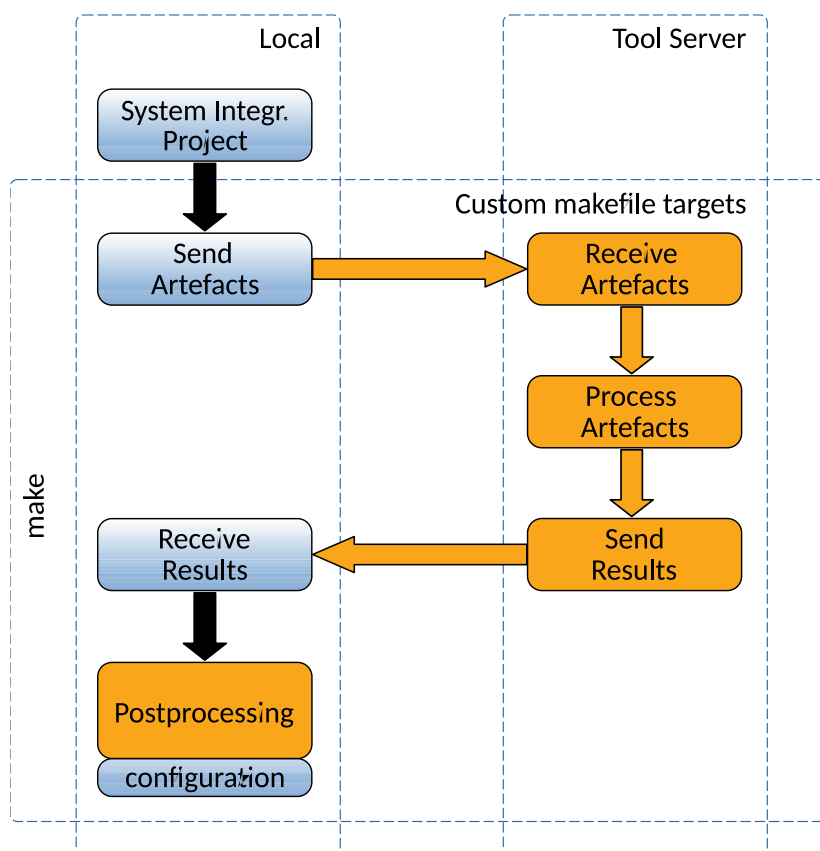 Local
Tool Server
System Integr.
Project
Custom makefile targets
Send
Artefacts
Receive
Artefacts
Process
Artefacts
make
Receive
Results
Send
Results
Postprocessing
configuration